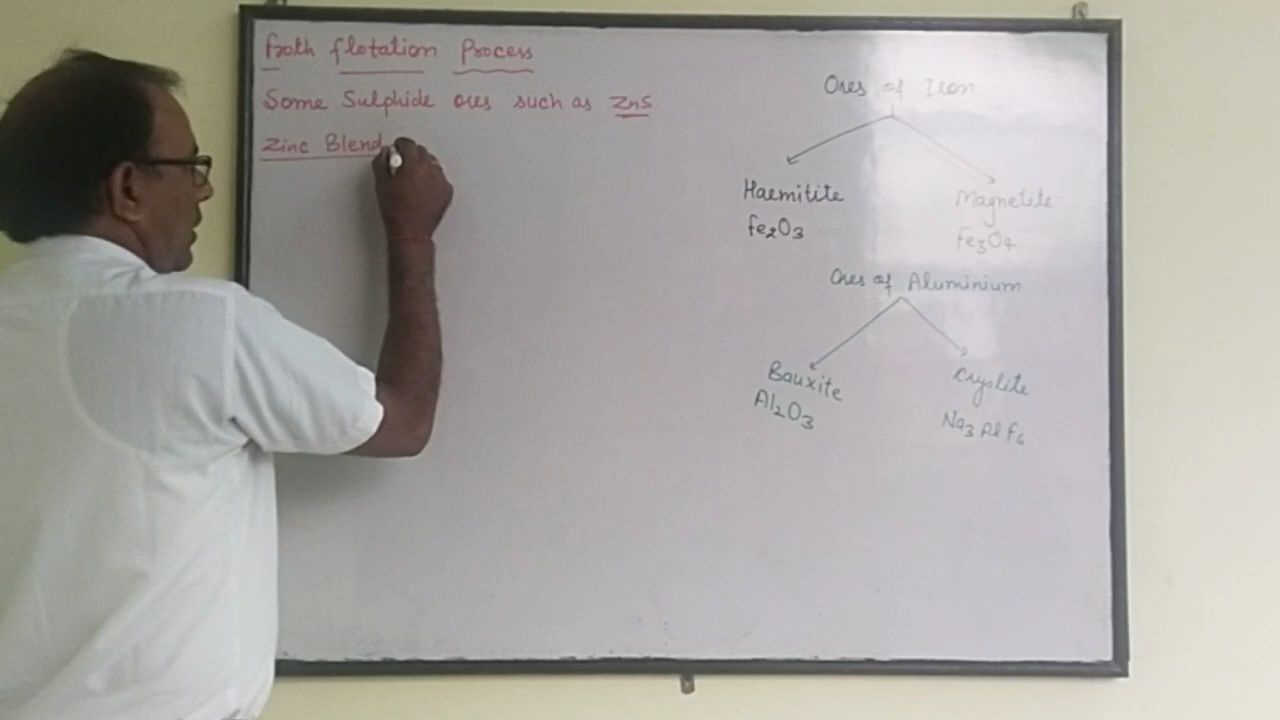 Froth flotation Process
Some Sulphide ores such as ZnS
Zinc Blend
Ores of Iron
Haemitite
Fe₂O₃
Magnetite
Fe₃O₄
Ores of Aluminium
Bauxite
Al₂O₃
Cryolite
Na₃AlF₆